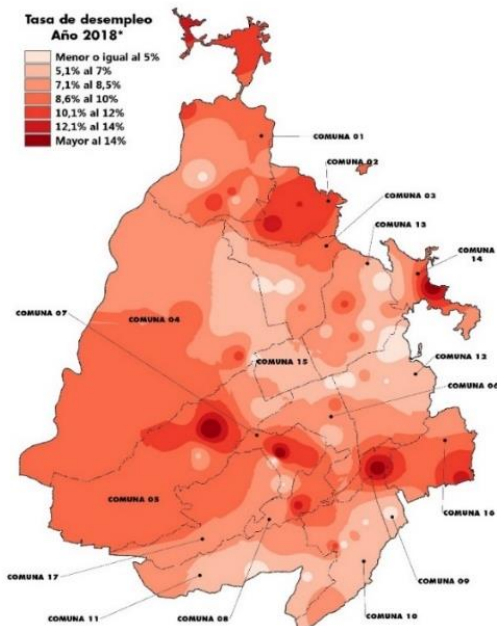 Tasa de desempleo
Año 2018*
Menor o igual al 5%
5,1% al 7%
7,1% al 8,5%
8,6% al 10%
10,1% al 12%
12,1% al 14%
Mayor al 14%
COMUNA 01
COMUNA 02
COMUNA 03
COMUNA 13
COMUNA
14
COMUNA 07
COMUNA 04
COMUNA 15
COMUNA 12
COMUNA 06
COMUNA 05
COMUNA 16
COMUNA 17
COMUNA 09
COMUNA 11
COMUNA 08
COMUNA 10